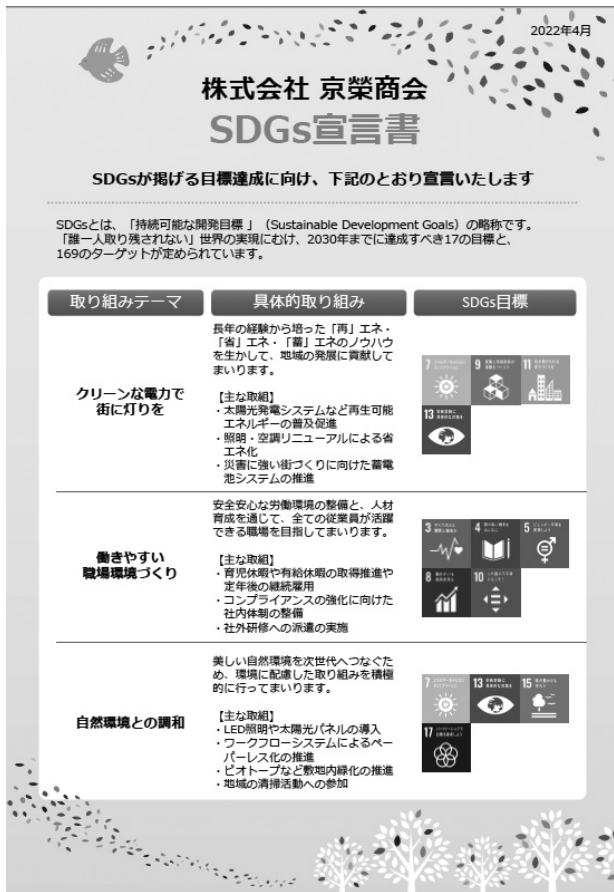 2022年4月
株式会社 京榮商会
SDGs宣言書
SDGsが掲げる目標達成に向け、下記のとおり宣言いたします
SDGsとは、「持続可能な開発目標 」（Sustainable Development Goals）の略称です。
「誰一人取り残されない」世界の実現にむけ、2030年までに達成すべき17の目標と、
169のターゲットが定められています。
取り組みテーマ
具体的取り組み
SDGs目標
クリーンな電力で
街に灯りを
長年の経験から培った「再」エネ・
「省」エネ・「蓄」エネのノウハウ
を生かして、地域の発展に貢献して
まいります。
【主な取組】
・太陽光発電システムなど再生可能
エネルギーの普及促進
・照明・空調リニューアルによる省
エネ化
・災害に強い街づくりに向けた蓄電
池システムの推進
7
9
11
13
働きやすい
職場環境づくり
安全安心な労働環境の整備と、人材
育成を通じて、全ての従業員が活躍
できる職場を目指してまいります。
【主な取組】
・育児休暇や有給休暇の取得推進や
定年後の継続雇用
・コンプライアンスの強化に向けた
社内体制の整備
・社外研修への派遣の実施
3
4
5
8
10
自然環境との調和
美しい自然環境を次世代へつなぐた
め、環境に配慮した取り組みを積極
的に行ってまいります。
【主な取組】
・LED照明や太陽光パネルの導入
・ワークフローシステムによるペー
パーレス化の推進
・ビオトープなど敷地内緑化の推進
・地域の清掃活動への参加
7
13
15
17